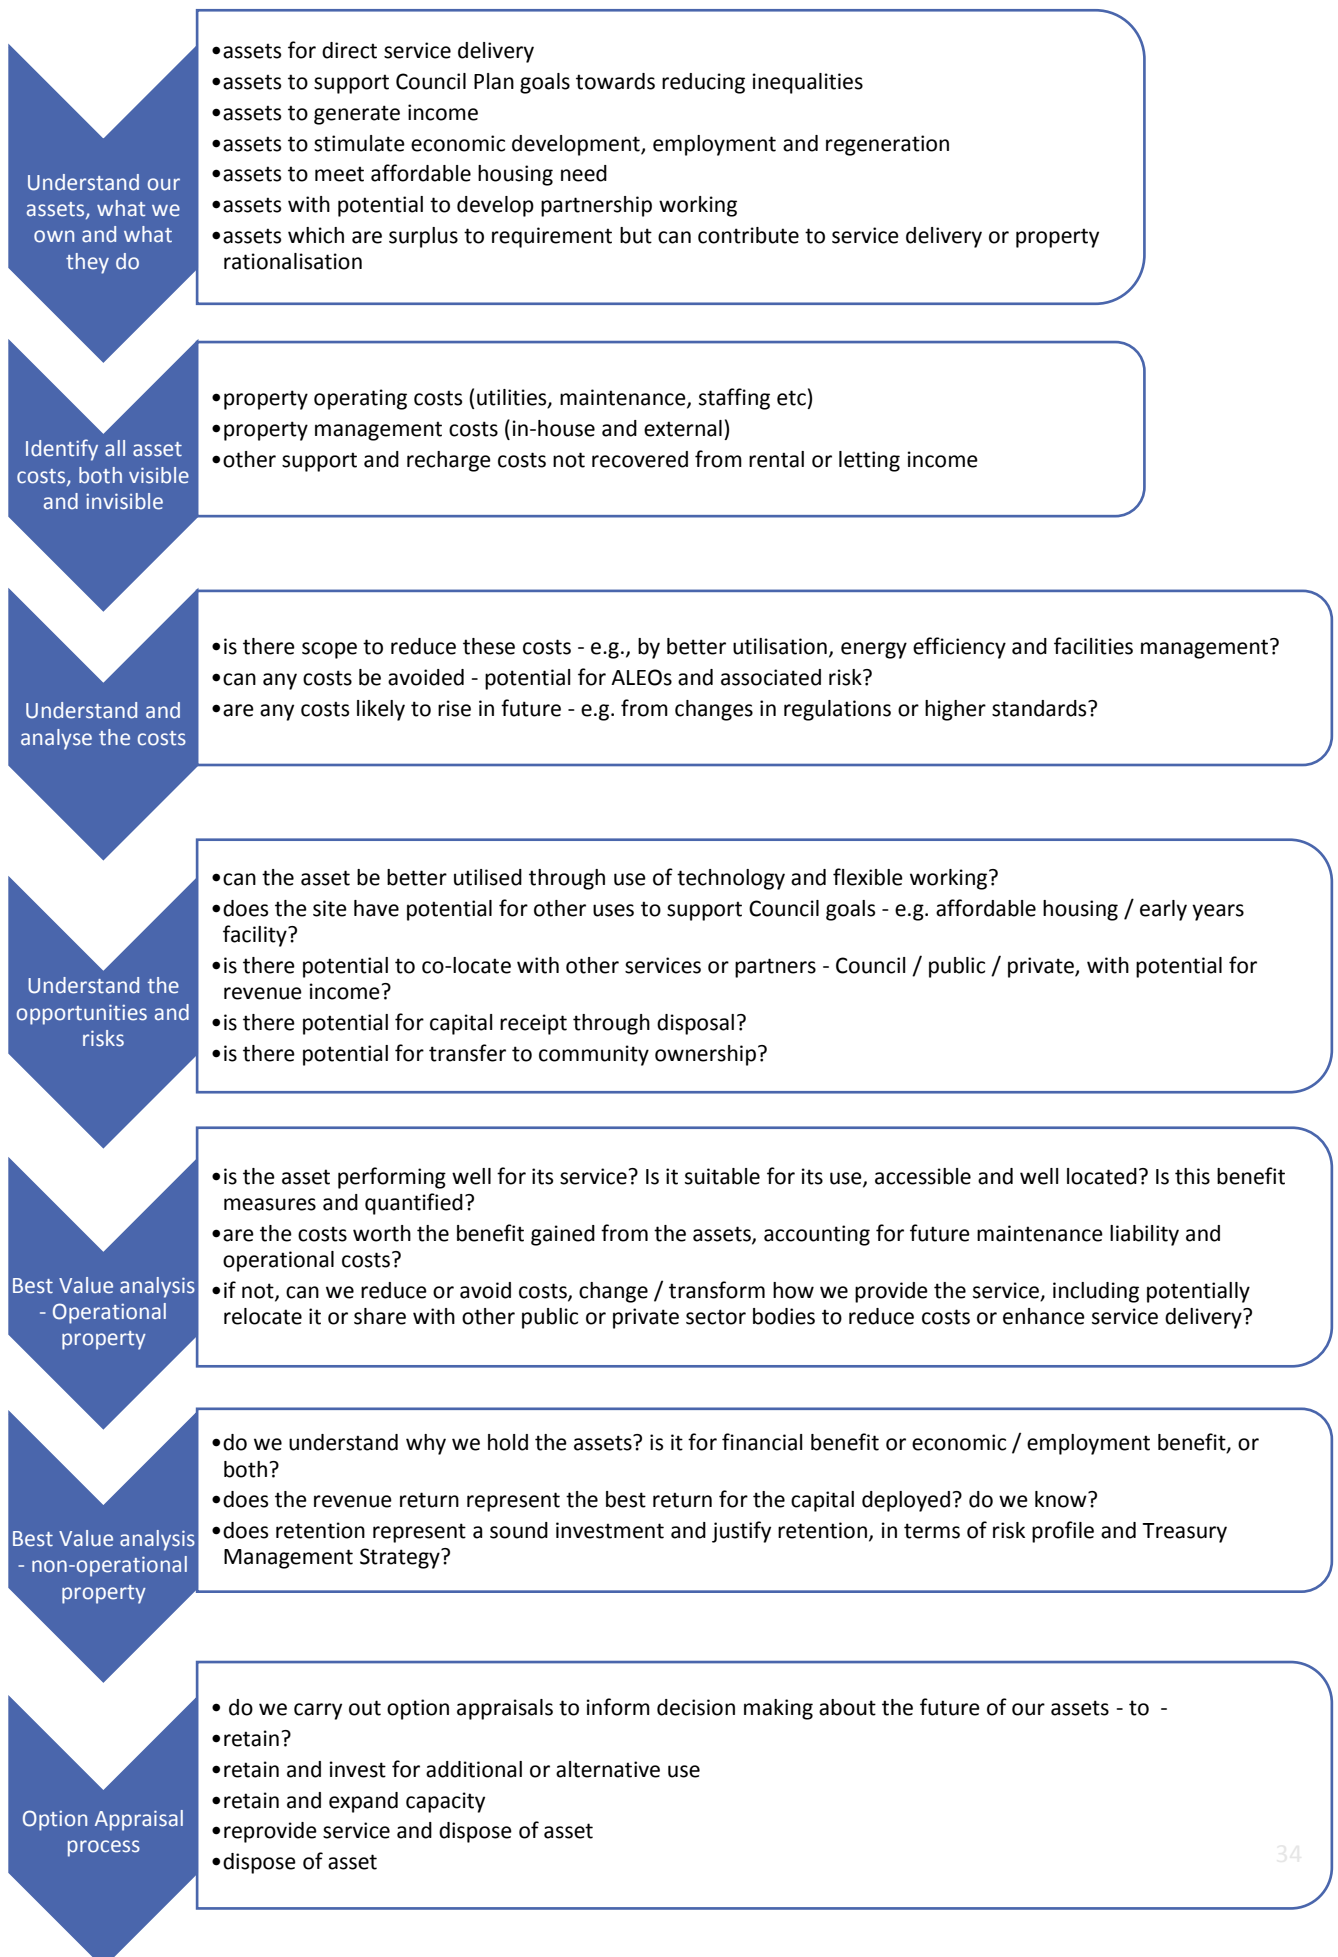 Understand our
assets, what we
own and what
they do
•assets for direct service delivery
•assets to support Council Plan goals towards reducing inequalities
•assets to generate income
•assets to stimulate economic development, employment and regeneration
•assets to meet affordable housing need
•assets with potential to develop partnership working
•assets which are surplus to requirement but can contribute to service delivery or property
rationalisation
Identify all asset
costs, both visible
and invisible
•property operating costs (utilities, maintenance, staffing etc)
•property management costs (in-house and external)
•other support and recharge costs not recovered from rental or letting income
Understand and
analyse the costs
•is there scope to reduce these costs - e.g., by better utilisation, energy efficiency and facilities management?
•can any costs be avoided - potential for ALEOs and associated risk?
•are any costs likely to rise in future - e.g. from changes in regulations or higher standards?
Understand the
opportunities and
risks
•can the asset be better utilised through use of technology and flexible working?
•does the site have potential for other uses to support Council goals - e.g. affordable housing / early years
facility?
•is there potential to co-locate with other services or partners - Council / public / private, with potential for
revenue income?
•is there potential for capital receipt through disposal?
•is there potential for transfer to community ownership?
Best Value analysis
- Operational
property
•is the asset performing well for its service? Is it suitable for its use, accessible and well located? Is this benefit
measures and quantified?
•are the costs worth the benefit gained from the assets, accounting for future maintenance liability and
operational costs?
•if not, can we reduce or avoid costs, change / transform how we provide the service, including potentially
relocate it or share with other public or private sector bodies to reduce costs or enhance service delivery?
Best Value analysis
- non-operational
property
•do we understand why we hold the assets? is it for financial benefit or economic / employment benefit, or
both?
•does the revenue return represent the best return for the capital deployed? do we know?
•does retention represent a sound investment and justify retention, in terms of risk profile and Treasury
Management Strategy?
Option Appraisal
process
• do we carry out option appraisals to inform decision making about the future of our assets - to -
•retain?
•retain and invest for additional or alternative use
•retain and expand capacity
•reprovide service and dispose of asset
•dispose of asset
34